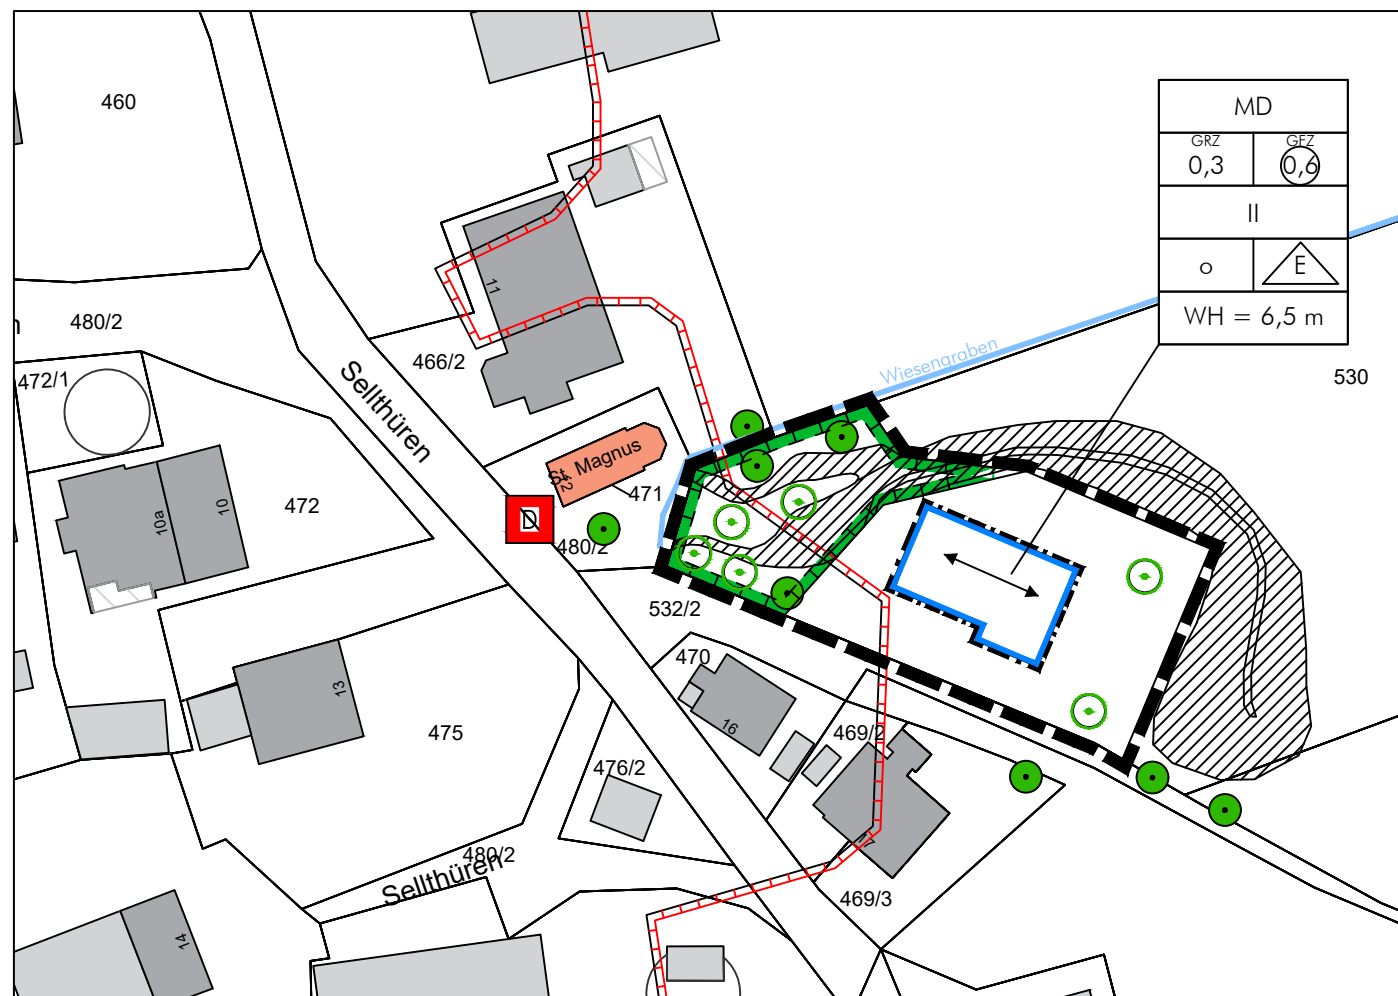 460
MD
GRZ
GFZ
0,3
0,6
II
o
E
WH = 6,5 m
11
480/2
466/2
Wiesengraben
472/1
530
Sellthüren
St. Magnus
12
471
10a
10
472
D
480/2
532/2
470
13
16
475
469/2
476/2
480/2
Sellthüren
469/3
14